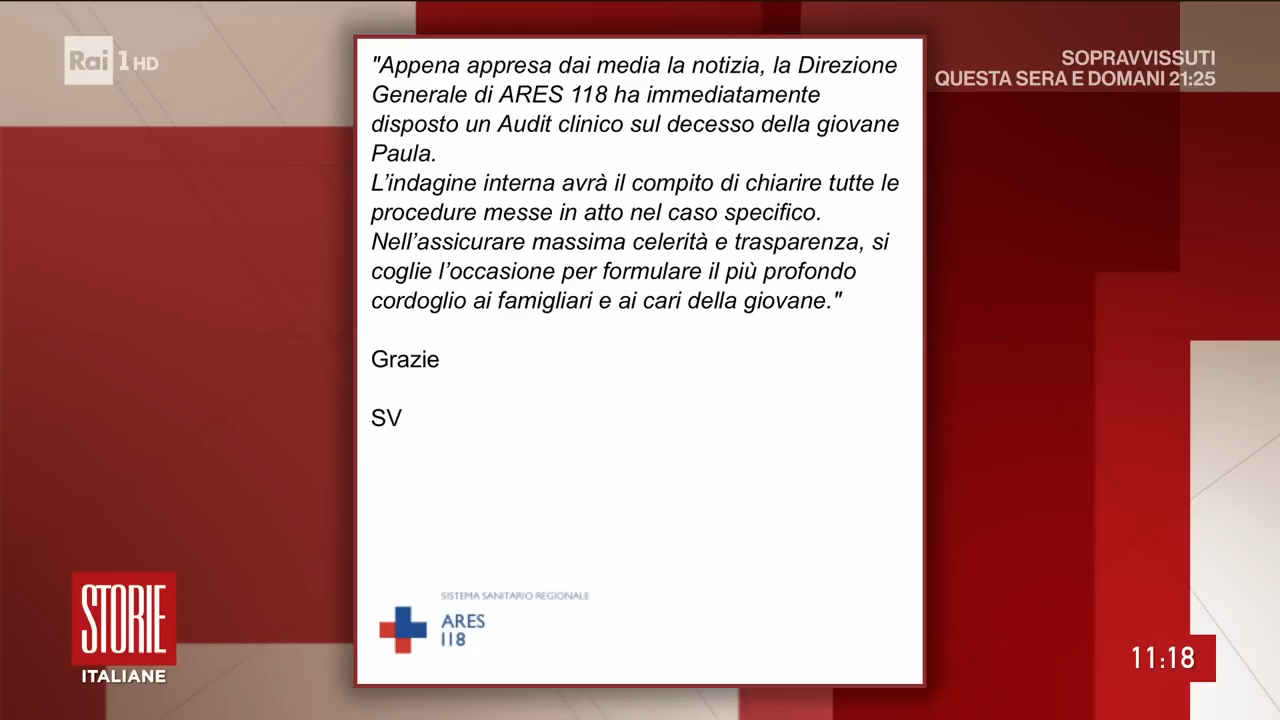 Rai 1 HD
SOPRAVVISSUTI
QUESTA SERA E DOMANI 21:25
"Appena appresa dai media la notizia, la Direzione
Generale di ARES 118 ha immediatamente
disposto un Audit clinico sul decesso della giovane
Paula.
L’indagine interna avrà il compito di chiarire tutte le
procedure messe in atto nel caso specifico.
Nell’assicurare massima celerità e trasparenza, si
coglie l’occasione per formulare il più profondo
cordoglio ai famigliari e ai cari della giovane."
Grazie
SV
SISTEMA SANITARIO REGIONALE
ARES
118
STORIE
ITALIANE
11:18